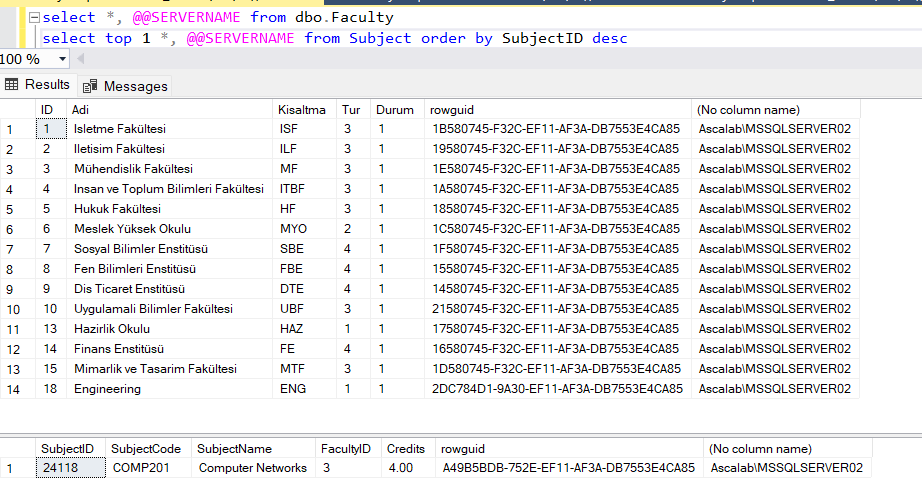 select *, @@SERVERNAME from dbo.Faculty
select top 1 *, @@SERVERNAME from Subject order by SubjectID desc
100 %
Results Messages
ID Adi Kisaltma Tur Durum rowguid (No column name)
1 1 Isletme Fakültesi ISF 3 1 1B580745-F32C-EF11-AF3A-DB7553E4CA85 Ascalab\MSSQLSERVER02
2 2 Iletisim Fakültesi ILF 3 1 19580745-F32C-EF11-AF3A-DB7553E4CA85 Ascalab\MSSQLSERVER02
3 3 Mühendislik Fakültesi MF 3 1 1E580745-F32C-EF11-AF3A-DB7553E4CA85 Ascalab\MSSQLSERVER02
4 4 Insan ve Toplum Bilimleri Fakültesi ITBF 3 1 1A580745-F32C-EF11-AF3A-DB7553E4CA85 Ascalab\MSSQLSERVER02
5 5 Hukuk Fakültesi HF 3 1 18580745-F32C-EF11-AF3A-DB7553E4CA85 Ascalab\MSSQLSERVER02
6 6 Meslek Yüksek Okulu MYO 2 1 1C580745-F32C-EF11-AF3A-DB7553E4CA85 Ascalab\MSSQLSERVER02
7 7 Sosyal Bilimler Enstitüsü SBE 4 1 1F580745-F32C-EF11-AF3A-DB7553E4CA85 Ascalab\MSSQLSERVER02
8 8 Fen Bilimleri Enstitüsü FBE 4 1 15580745-F32C-EF11-AF3A-DB7553E4CA85 Ascalab\MSSQLSERVER02
9 9 Dis Ticaret Enstitüsü DTE 4 1 14580745-F32C-EF11-AF3A-DB7553E4CA85 Ascalab\MSSQLSERVER02
10 10 Uygulamali Bilimler Fakültesi UBF 3 1 21580745-F32C-EF11-AF3A-DB7553E4CA85 Ascalab\MSSQLSERVER02
11 13 Hazirlik Okulu HAZ 1 1 17580745-F32C-EF11-AF3A-DB7553E4CA85 Ascalab\MSSQLSERVER02
12 14 Finans Enstitüsü FE 4 1 16580745-F32C-EF11-AF3A-DB7553E4CA85 Ascalab\MSSQLSERVER02
13 15 Mimarlik ve Tasarim Fakültesi MTF 3 1 1D580745-F32C-EF11-AF3A-DB7553E4CA85 Ascalab\MSSQLSERVER02
14 18 Engineering ENG 1 1 2DC784D1-9A30-EF11-AF3A-DB7553E4CA85 Ascalab\MSSQLSERVER02
SubjectID SubjectCode SubjectName FacultyID Credits rowguid (No column name)
1 24118 COMP201 Computer Networks 3 4.00 A49B5BDB-752E-EF11-AF3A-DB7553E4CA85 Ascalab\MSSQLSERVER02